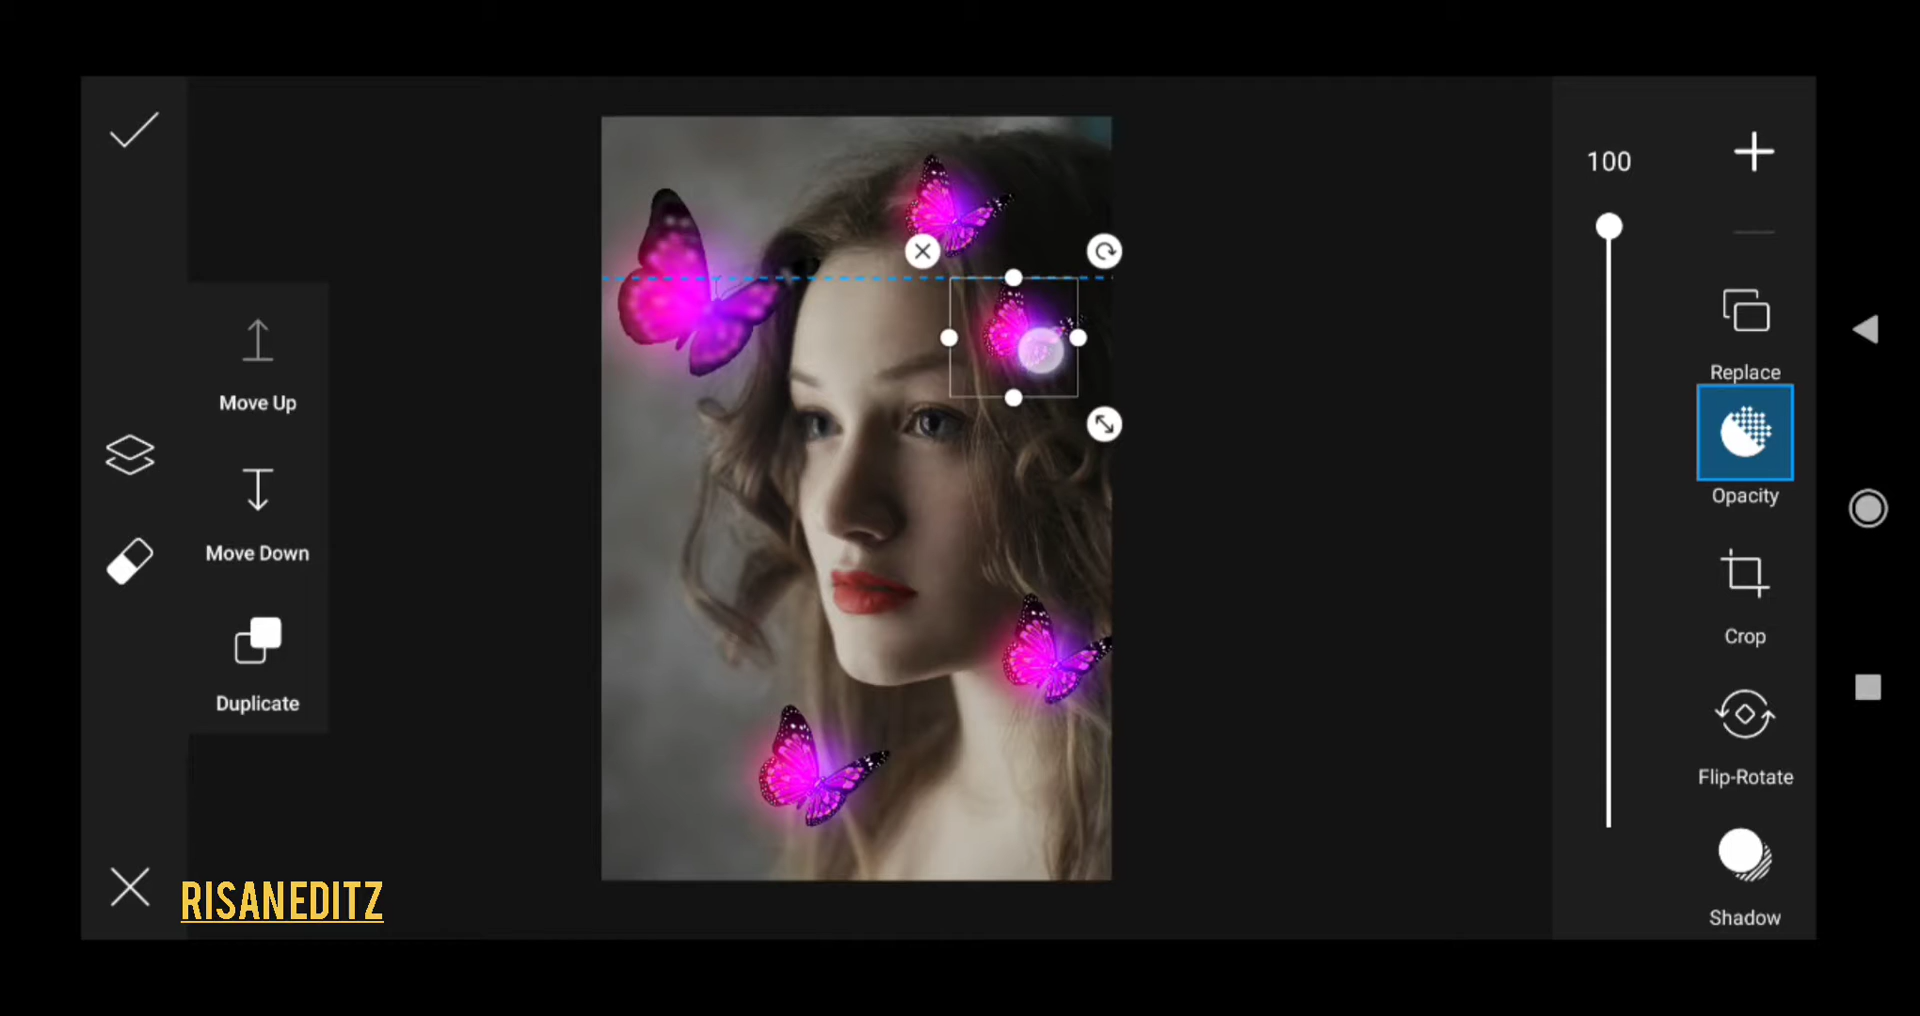 100
Replace
Move Up
Opacity
Move Down
Crop
Duplicate
Flip-Rotate
RISANEDITZ
Shadow